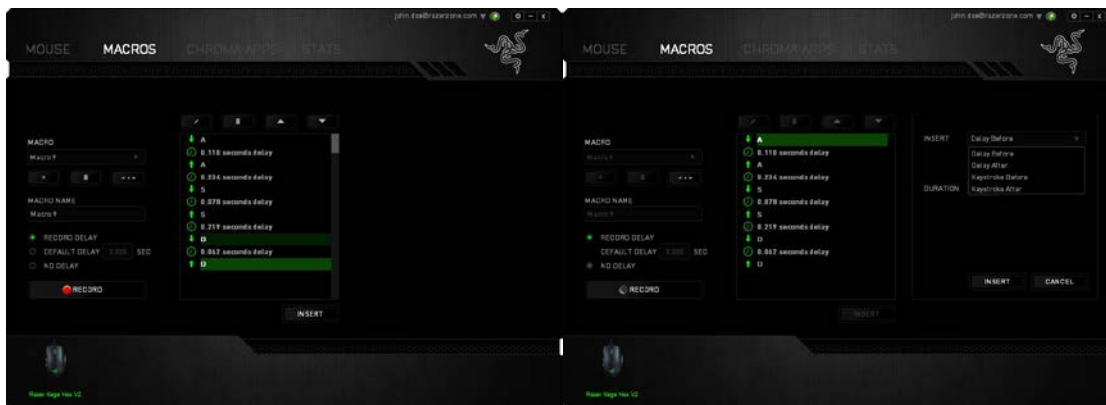 john.doe@razerzone.com
MOUSE MACROS CHROMA APPS STATS
MACRO
Macro 9
MACRO NAME
Macro 9
RECORD DELAY
DEFAULT DELAY SEC
NO DELAY
RECORD
A
0.118 seconds delay
A
0.234 seconds delay
S
0.078 seconds delay
S
0.219 seconds delay
D
0.062 seconds delay
D
INSERT
Razer Naga Hex V2
john.doe@razerzone.com
MOUSE MACROS CHROMA APPS STATS
MACRO
Macro 9
MACRO NAME
Macro 9
RECORD DELAY
DEFAULT DELAY SEC
NO DELAY
RECORD
A
0.118 seconds delay
A
0.234 seconds delay
S
0.078 seconds delay
S
0.219 seconds delay
D
0.062 seconds delay
D
INSERT
INSERT Delay Before
Delay Before
Delay After
Keystroke Before
DURATION Keystroke After
INSERT CANCEL
Razer Naga Hex V2